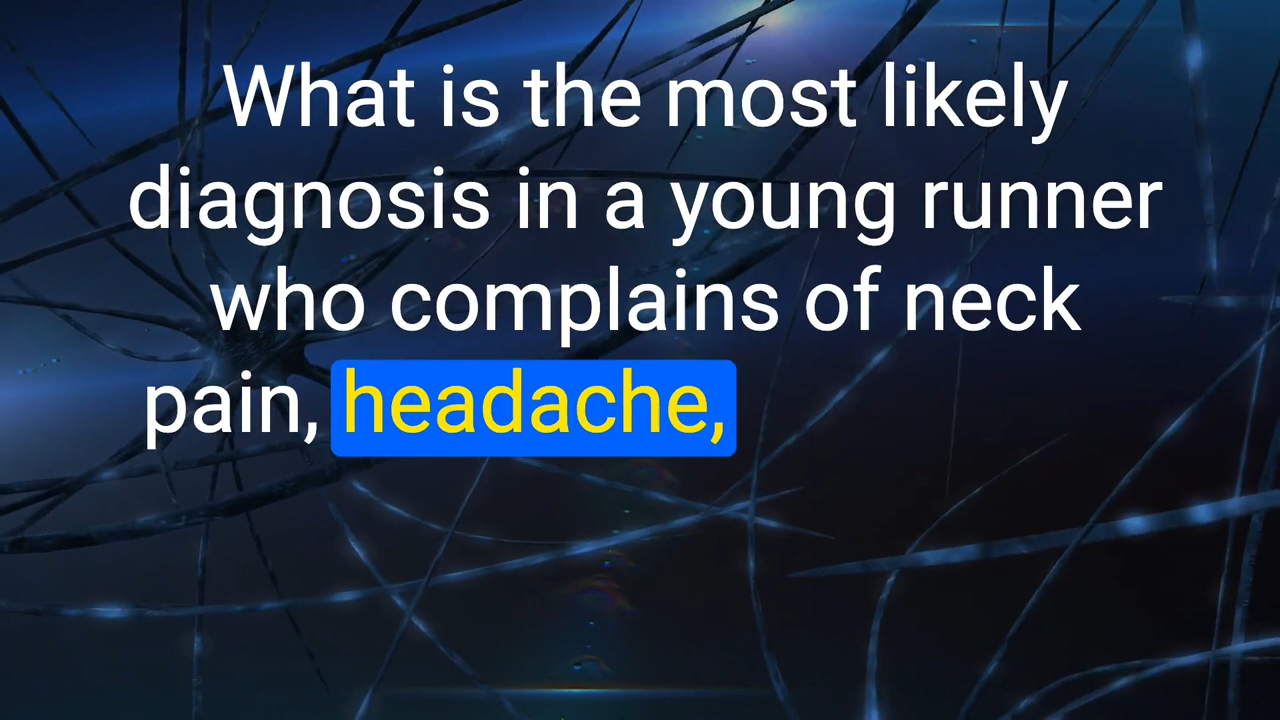 What is the most likely
diagnosis in a young runner
who complains of neck
pain, headache,